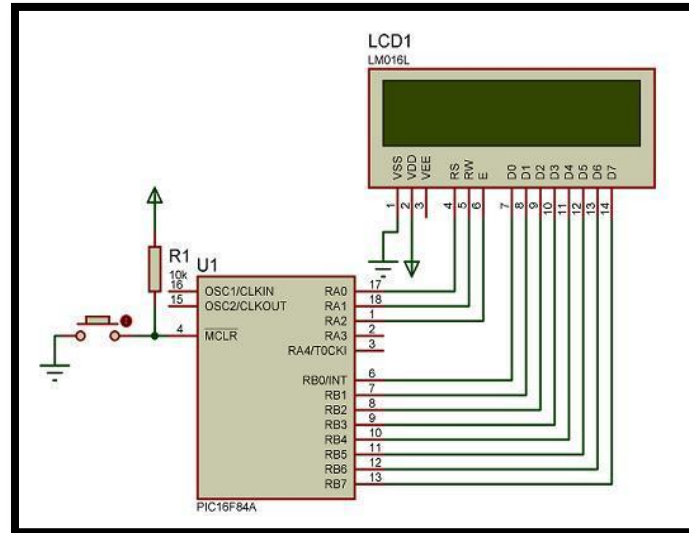 LCD1
LM016L
VSS VDD VEE RS RW E D0 D1 D2 D3 D4 D5 D6 D7
1 2 3 4 5 6 7 8 9 10 11 12 13 14
R1
10k
U1
16 OSC1/CLKIN RA0 17
15 OSC2/CLKOUT RA1 18
RA2 1
4 MCLR RA3 2
RA4/T0CKI 3
RB0/INT 6
RB1 7
RB2 8
RB3 9
RB4 10
RB5 11
RB6 12
RB7 13
PIC16F84A